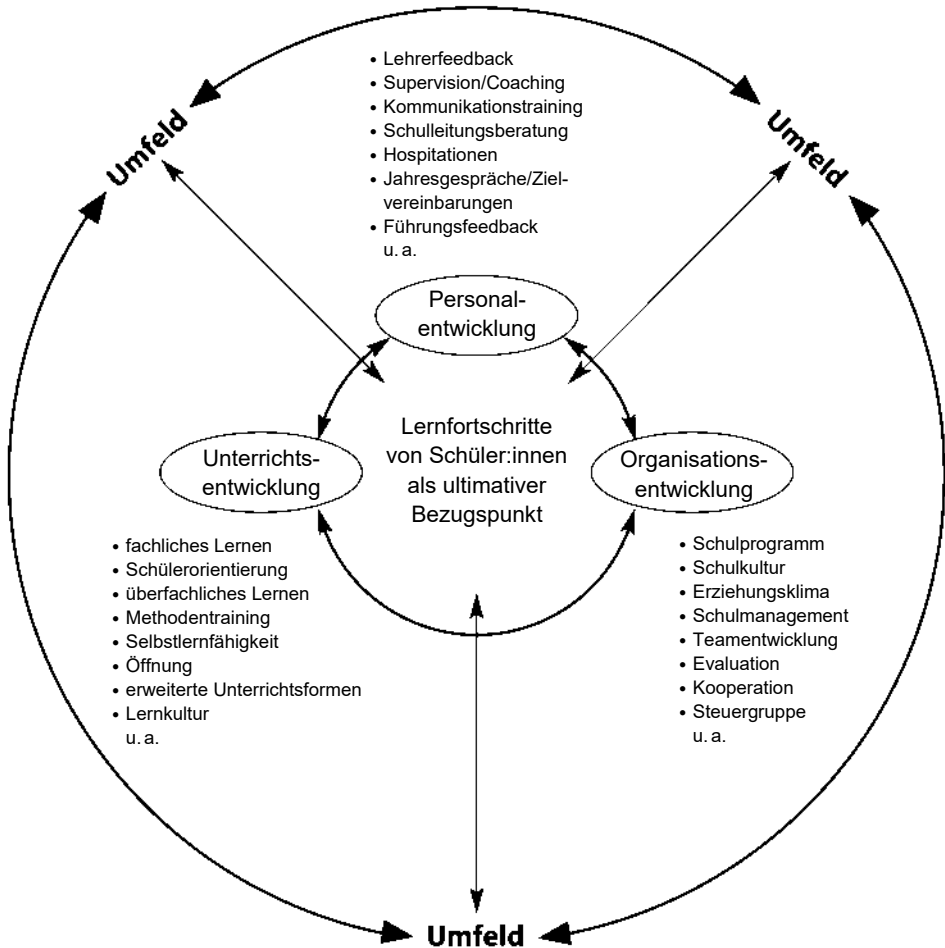 • Lehrerfeedback
• Supervision/Coaching
• Kommunikationstraining
• Schulleitungsberatung
• Hospitationen
• Jahresgespräche/Ziel-
vereinbarungen
• Führungsfeedback
u. a.
Umfeld
Umfeld
Personal-
entwicklung
Lernfortschritte
von Schüler:innen
als ultimativer
Bezugspunkt
Unterrichts-
entwicklung
Organisations-
entwicklung
• fachliches Lernen
• Schülerorientierung
• überfachliches Lernen
• Methodentraining
• Selbstlernfähigkeit
• Öffnung
• erweiterte Unterrichtsformen
• Lernkultur
u. a.
• Schulprogramm
• Schulkultur
• Erziehungsklima
• Schulmanagement
• Teamentwicklung
• Evaluation
• Kooperation
• Steuergruppe
u. a.
Umfeld